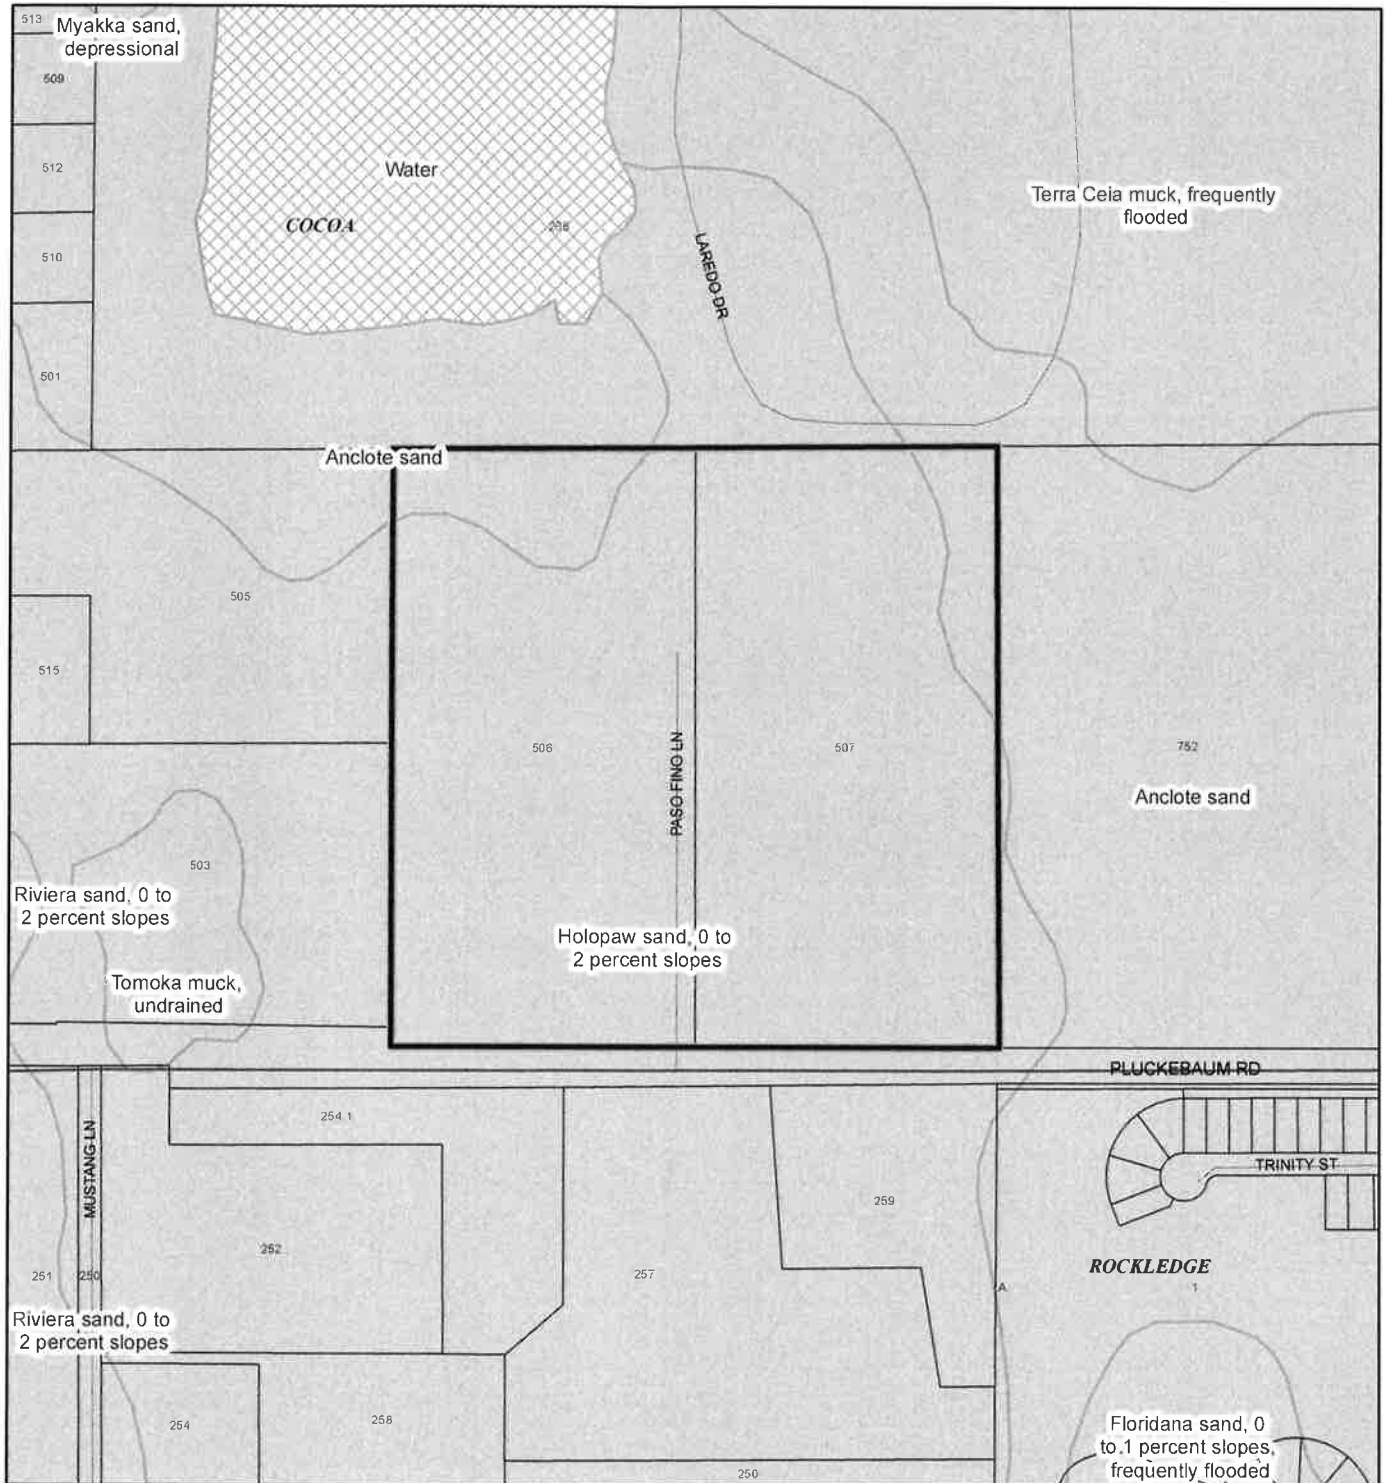 513
Myakka sand,
depressional
509
512
Water
Terra Ceia muck, frequently
flooded
COCOA
LAREDO DR
510
501
Anclote sand
505
515
506
PASO FINO LN
507
752
Anclote sand
503
Riviera sand, 0 to
2 percent slopes
Holopaw sand, 0 to
2 percent slopes
Tomoka muck,
undrained
PLUCKEBAUM RD
254.1
MUSTANG LN
TRINITY ST
259
252
ROCKLEDGE
251
250
257
A
1
Riviera sand, 0 to
2 percent slopes
254
258
Floridana sand, 0
to 1 percent slopes,
frequently flooded
250